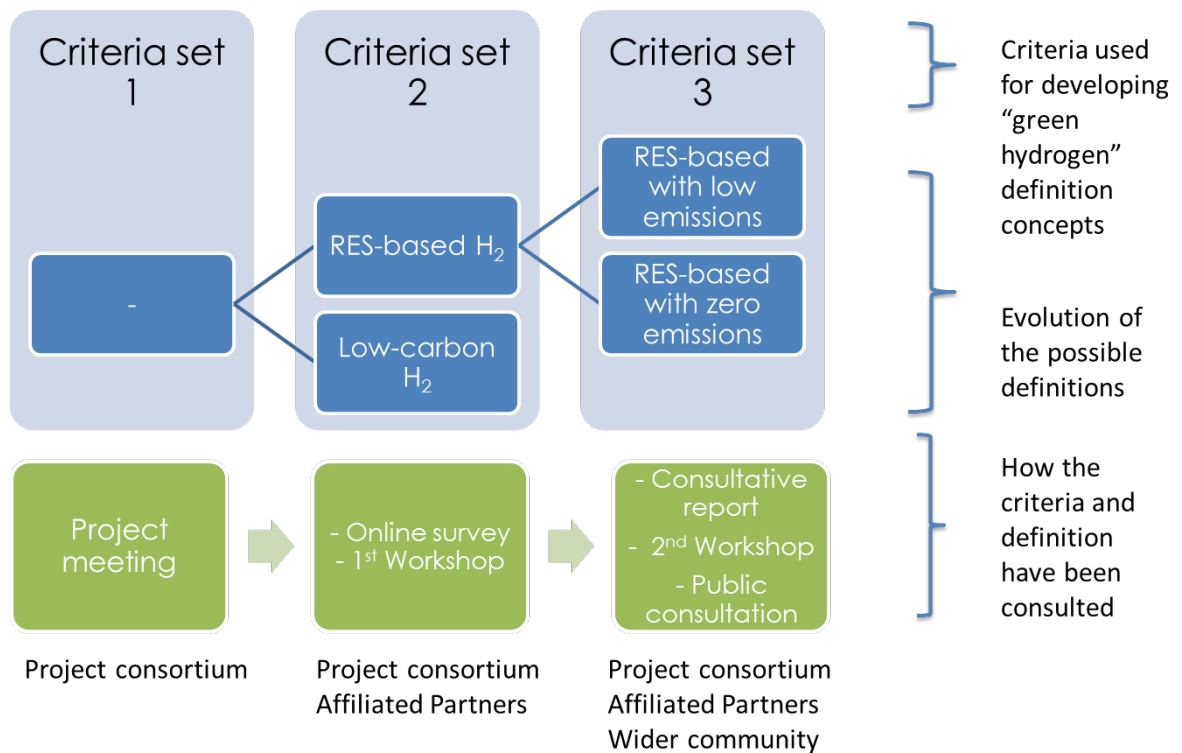 Criteria set
1
Criteria set
2
Criteria set
3
-
RES-based H₂
Low-carbon
H₂
RES-based
with low
emissions
RES-based
with zero
emissions
Criteria used
for developing
“green
hydrogen”
definition
concepts
Evolution of
the possible
definitions
Project
meeting
- Online survey
- 1st Workshop
- Consultative
report
- 2nd Workshop
- Public
consultation
How the
criteria and
definition
have been
consulted
Project consortium
Project consortium
Affiliated Partners
Project consortium
Affiliated Partners
Wider community